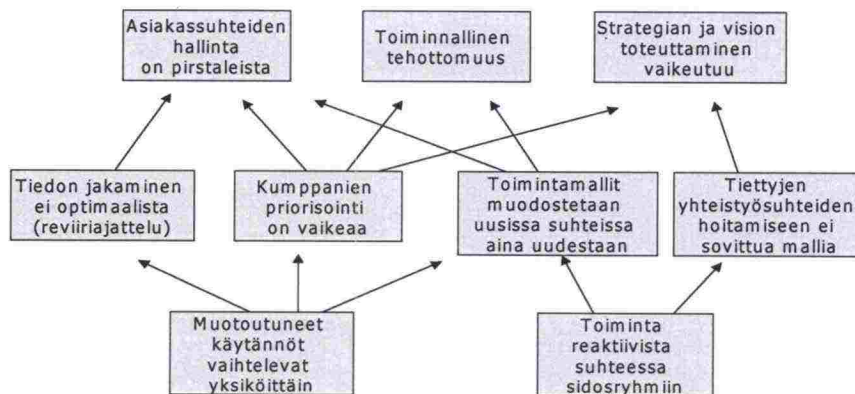 Asiakassuhteiden
hallinta
on pirstaleista
Toiminnallinen
tehottomuus
Strategian ja vision
toteuttaminen
vaikeutuu
Tiedon jakaminen
ei optimaalista
(reviiriajattelu)
Kumppanien
priorisointi
on vaikeaa
Toimintamallit
muodostetaan
uusissa suhteissa
aina uudestaan
Tiettyjen
yhteistyösuhteiden
hoitamiseen ei
sovittua mallia
Muotoutuneet
käytännöt
vaihtelevat
yksiköittäin
Toiminta
reaktiivista
suhteessa
sidosryhmiin